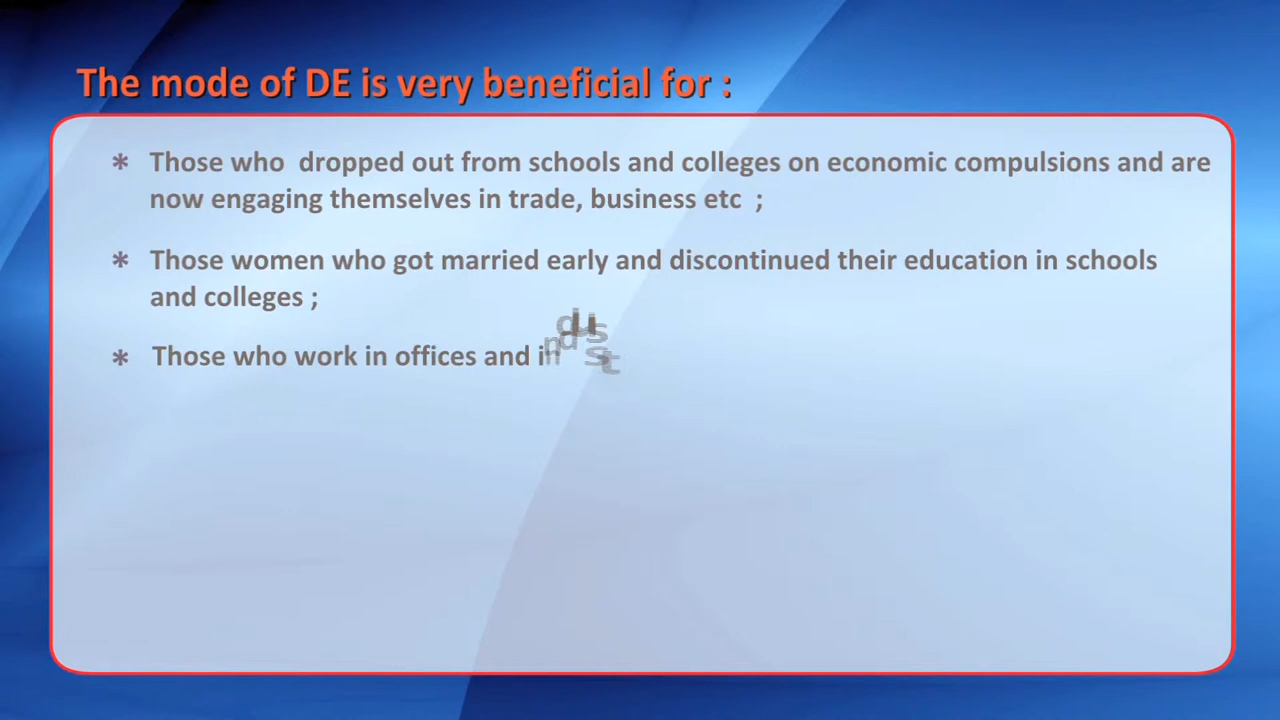 The mode of DE is very beneficial for :
* Those who dropped out from schools and colleges on economic compulsions and are
now engaging themselves in trade, business etc ;
* Those women who got married early and discontinued their education in schools
and colleges ;
* Those who work in offices and